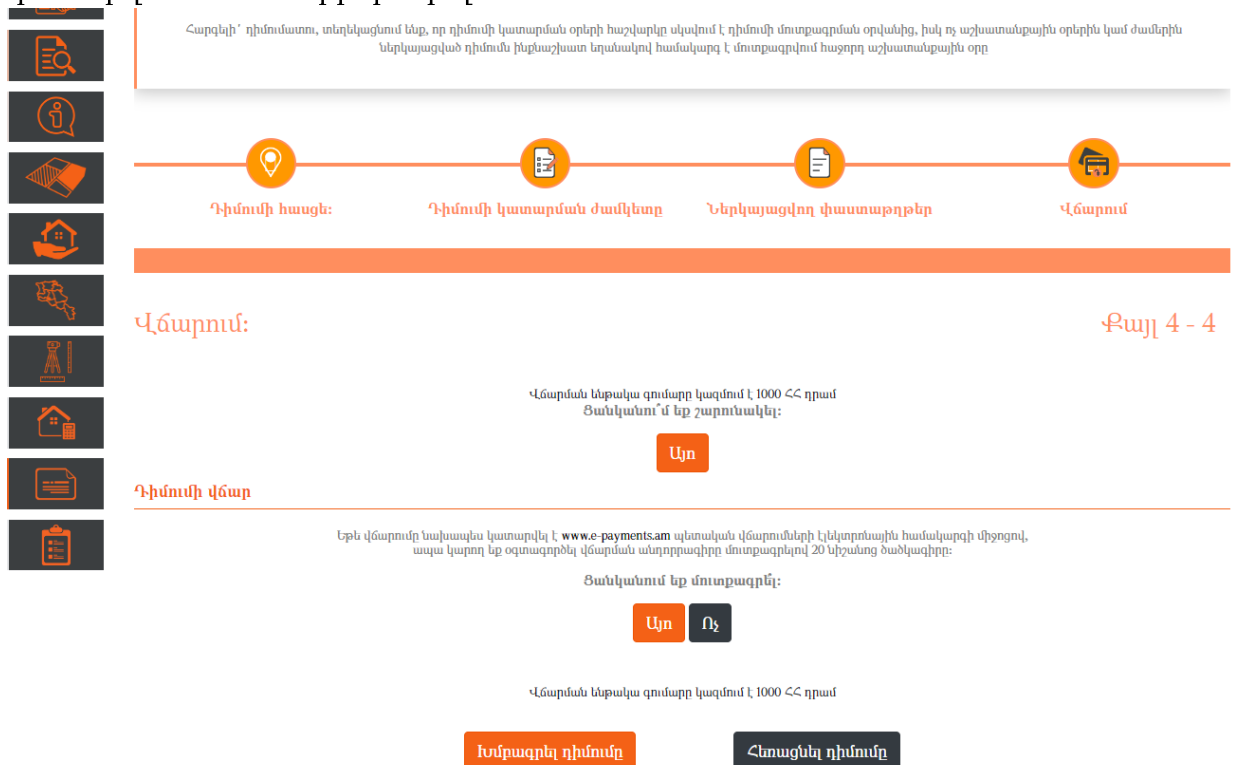 Հարգելի՛ դիմումատու, տեղեկացնում ենք, որ դիմումի կատարման օրերի հաշվարկը սկսվում է դիմումի մուտքագրման օրվանից, իսկ ոչ աշխատանքային օրերին կամ ժամերին
ներկայացված դիմումն ինքնաշխատ եղանակով համակարգ է մուտքագրվում հաջորդ աշխատանքային օրը
Դիմումի հասցե:
Դիմումի կատարման ժամկետը
Ներկայացվող փաստաթղթեր
Վճարում
Վճարում:
Քայլ 4 - 4
Վճարման ենթակա գումարը կազմում է 1000 ՀՀ դրամ
Ցանկանու՞մ եք շարունակել:
Այո
Դիմումի վճար
Եթե վճարումը նախապես կատարվել է www.e-payments.am պետական վճարումների էլեկտրոնային համակարգի միջոցով,
ապա կարող եք օգտագործել վճարման անդորրագիրը մուտքագրելով 20 նիշանոց ծածկագիրը:
Ցանկանում եք մուտքագրե՞լ:
Այո
Ոչ
Վճարման ենթակա գումարը կազմում է 1000 ՀՀ դրամ
Խմբագրել դիմումը
Հեռացնել դիմումը